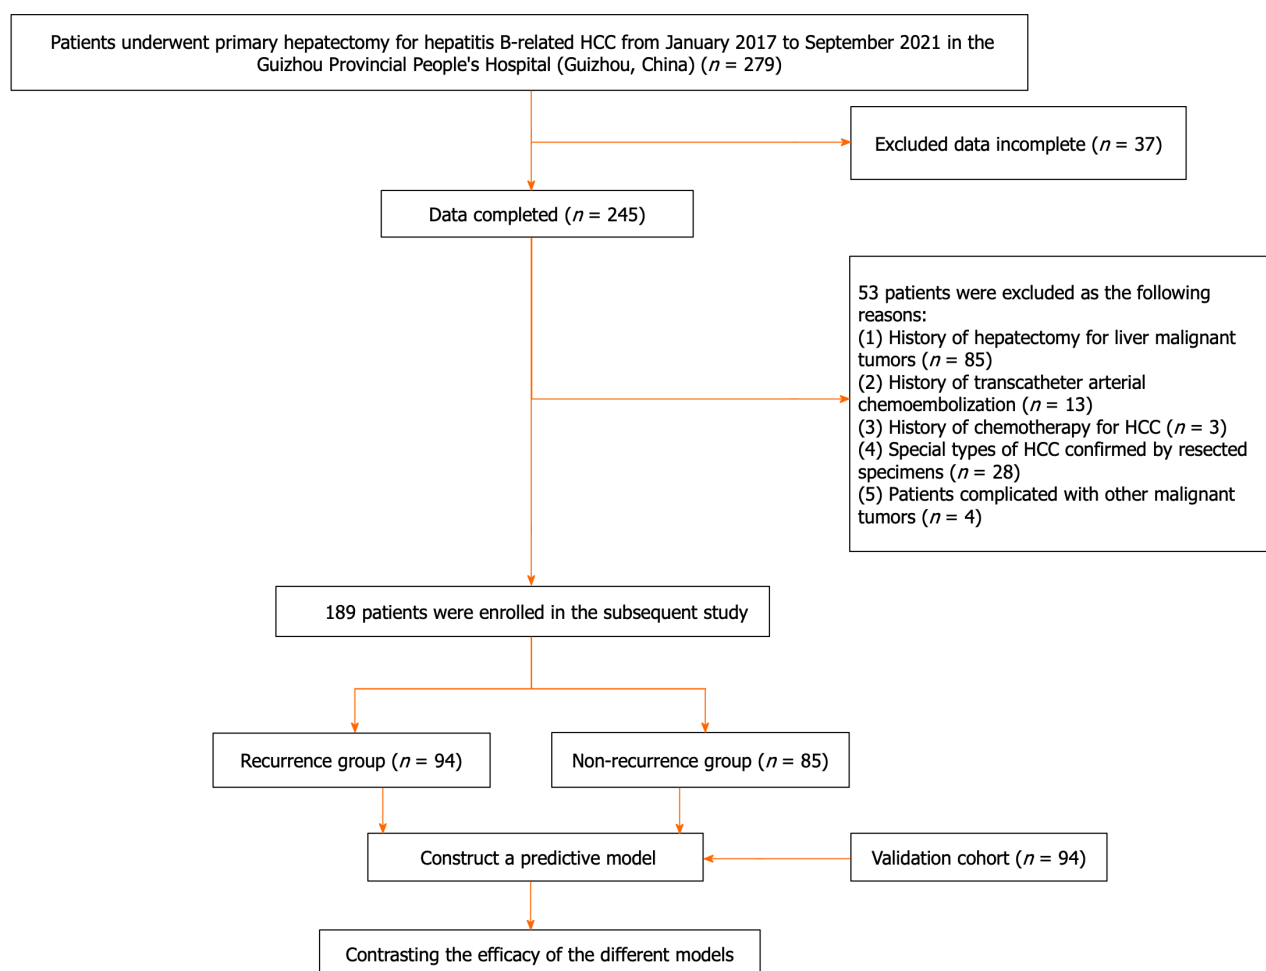 Patients underwent primary hepatectomy for hepatitis B-related HCC from January 2017 to September 2021 in the
Guizhou Provincial People's Hospital (Guizhou, China) (n = 279)
Excluded data incomplete (n = 37)
Data completed (n = 245)
53 patients were excluded as the following
reasons:
(1) History of hepatectomy for liver malignant
tumors (n = 85)
(2) History of transcatheter arterial
chemoembolization (n = 13)
(3) History of chemotherapy for HCC (n = 3)
(4) Special types of HCC confirmed by resected
specimens (n = 28)
(5) Patients complicated with other malignant
tumors (n = 4)
189 patients were enrolled in the subsequent study
Recurrence group (n = 94)
Non-recurrence group (n = 85)
Construct a predictive model
Validation cohort (n = 94)
Contrasting the efficacy of the different models